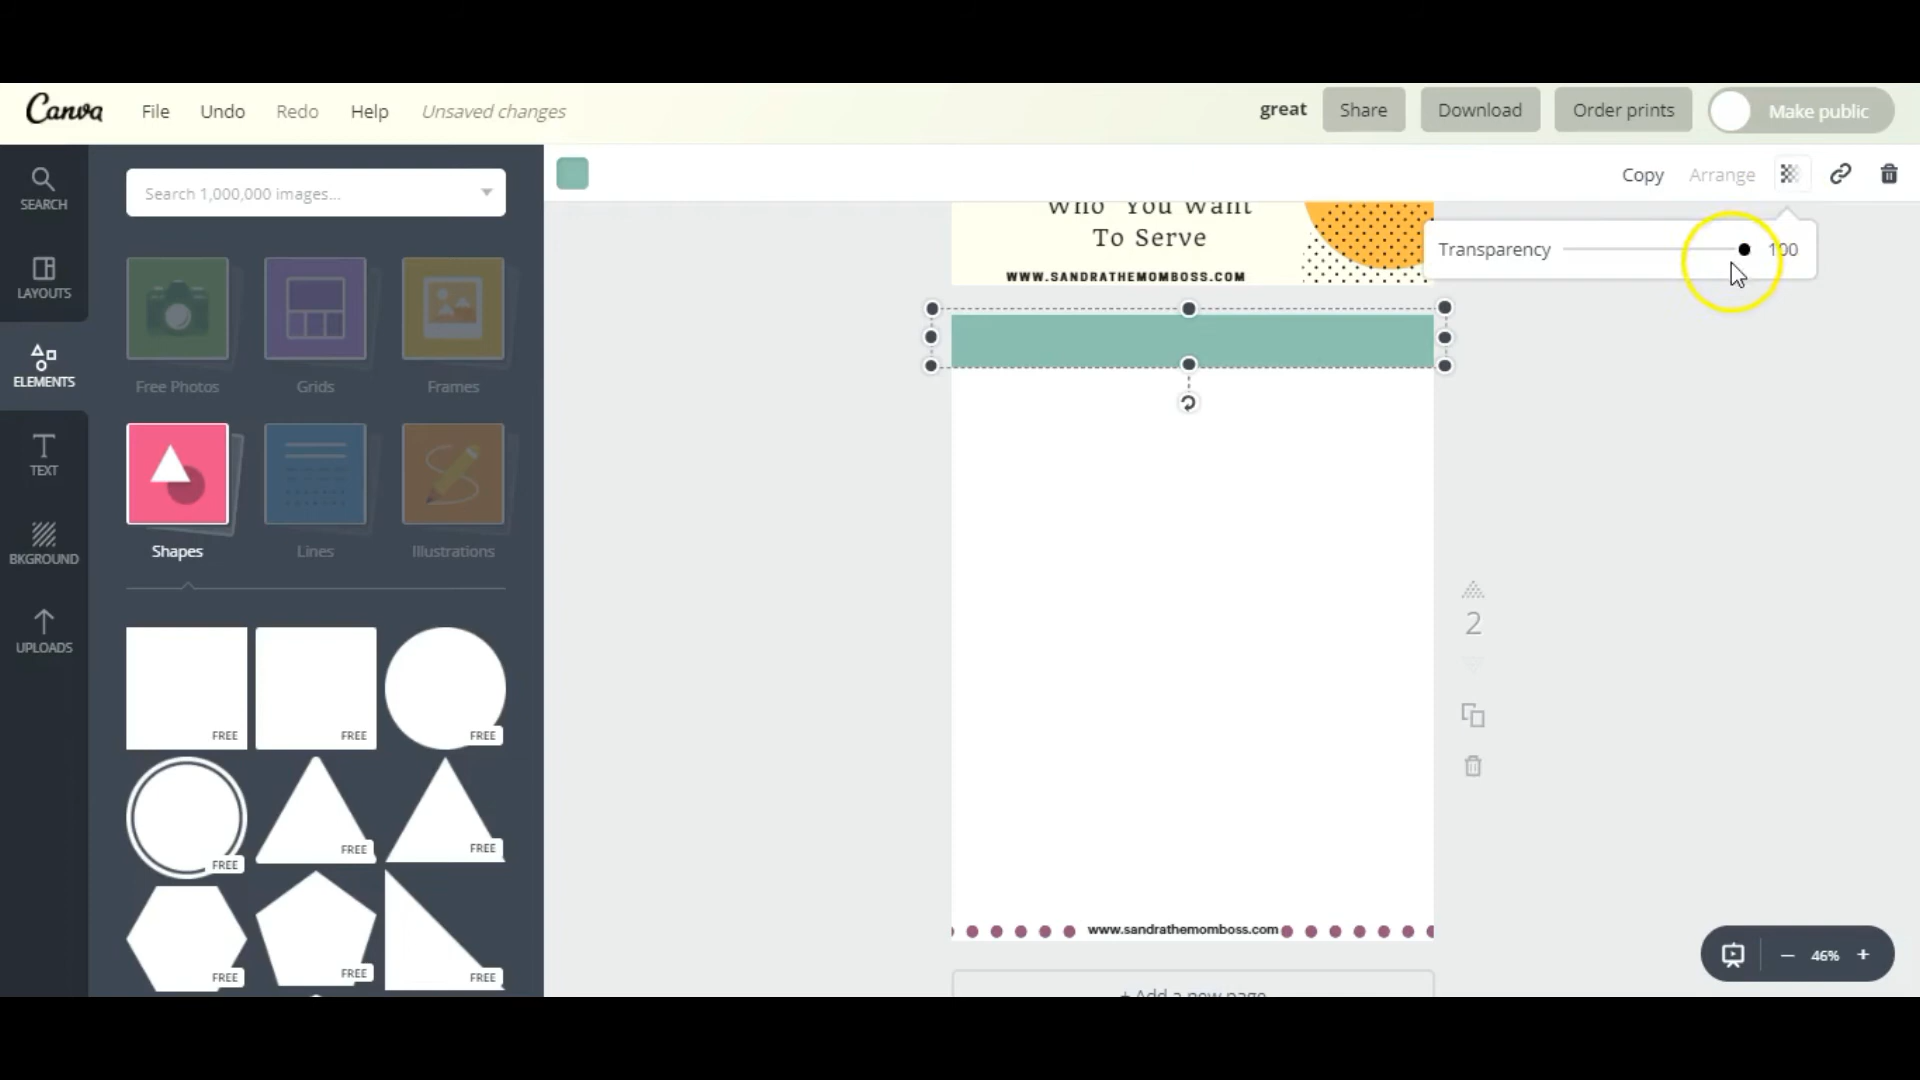 Canva
File
Undo
Redo
Help
Unsaved changes
great
Share
Download
Order prints
Make public
SEARCH
LAYOUTS
ELEMENTS
TEXT
BKGROUND
UPLOADS
Search 1,000,000 images...
Free Photos
Grids
Frames
Shapes
Lines
Illustrations
FREE
FREE
FREE
FREE
FREE
FREE
FREE
FREE
FREE
Copy
Arrange
Transparency
100
Who You Want
To Serve
WWW.SANDRATHEMOMBOSS.COM
2
www.sandrathemomboss.com
+ Add a new page
46%